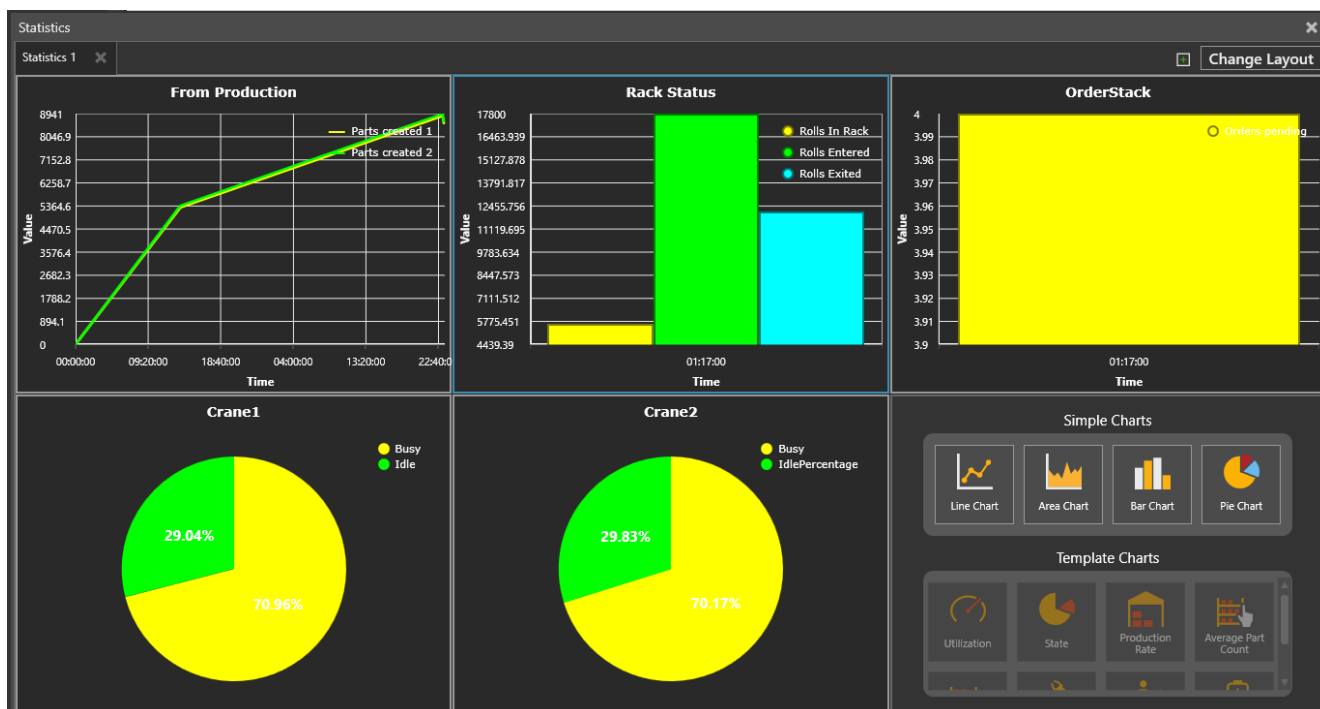 Statistics
Statistics 1
Change Layout
From Production
8941
8046.9
7152.8
6258.7
5364.6
4470.5
3576.4
2682.3
1788.2
894.1
0
Value
Parts created 1
Parts created 2
00:00:00 09:20:00 18:40:00 04:00:00 13:20:00 22:40:0
Time
Rack Status
17800
16463.939
15127.878
13791.817
12455.756
11119.695
9783.634
8447.573
7111.512
5775.451
4439.39
Value
Rolls In Rack
Rolls Entered
Rolls Exited
01:17:00
Time
OrderStack
4
3.99
3.98
3.97
3.96
3.95
3.94
3.93
3.92
3.91
3.9
Value
Orders pending
01:17:00
Time
Crane1
Busy
Idle
29.04%
70.96%
Crane2
Busy
IdlePercentage
29.83%
70.17%
Simple Charts
Line Chart
Area Chart
Bar Chart
Pie Chart
Template Charts
Utilization
State
Production
Rate
Average Part
Count